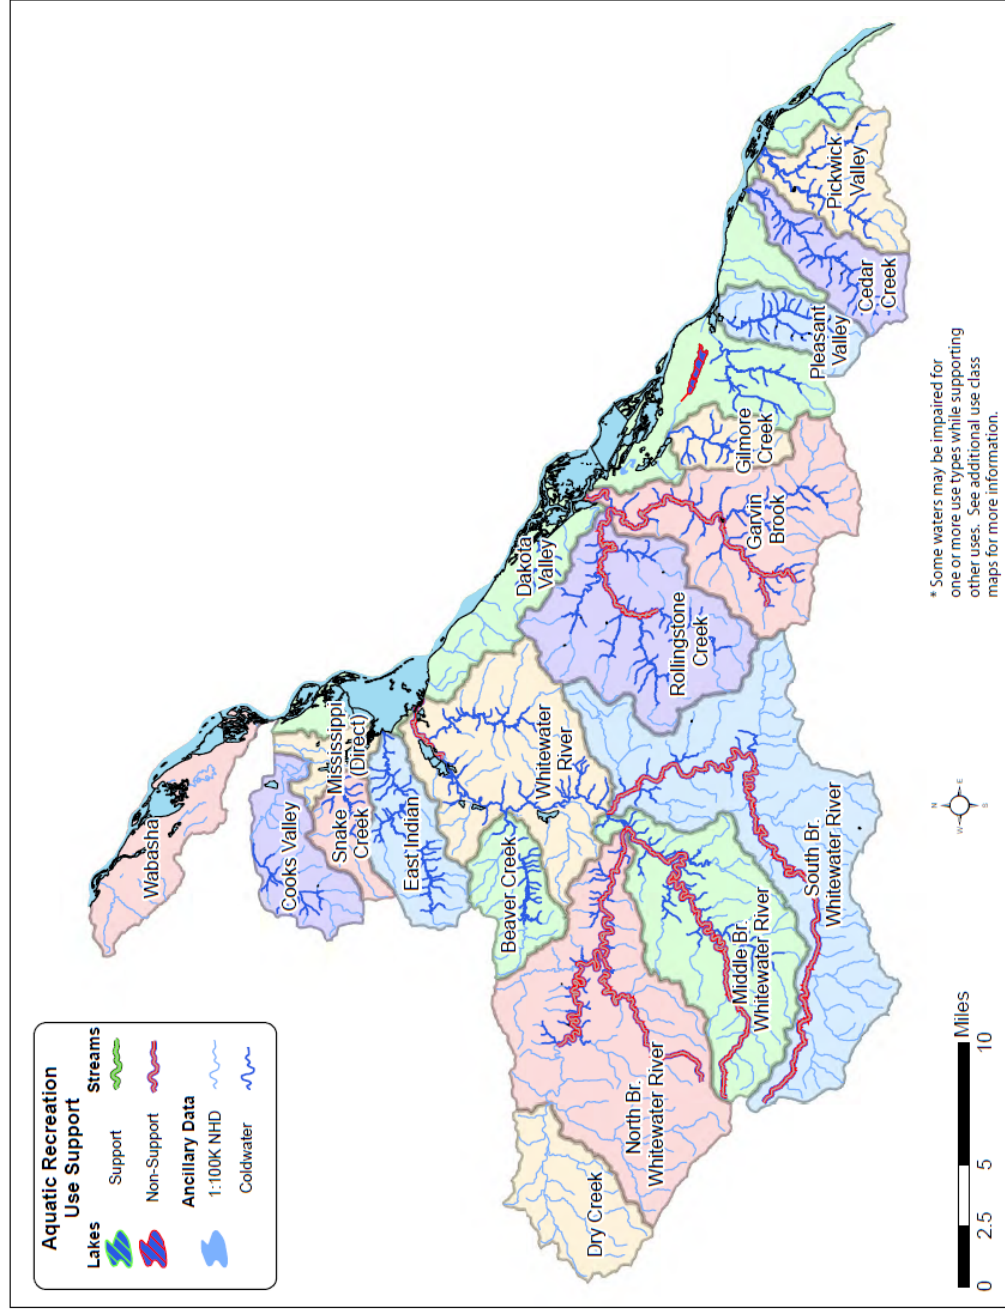 Aquatic Recreation
Use Support
Lakes
Streams
Support
Non-Support
Ancillary Data
1:100K NHD
Coldwater
Wabasha
Cooks Valley
Snake
Creek
Mississippi
(Direct)
East Indian
Beaver Creek
Whitewater
River
Dakota
Valley
Rollingstone
Creek
Garvin
Brook
Gilmore
Creek
Pleasant
Valley
Cedar
Creek
Pickwick
Valley
Dry Creek
North Br.
Whitewater River
Middle Br.
Whitewater River
South Br.
Whitewater River
N
W
E
S
0
2.5
5
10
Miles
* Some waters may be impaired for
one or more use types while supporting
other uses. See additional use class
maps for more information.